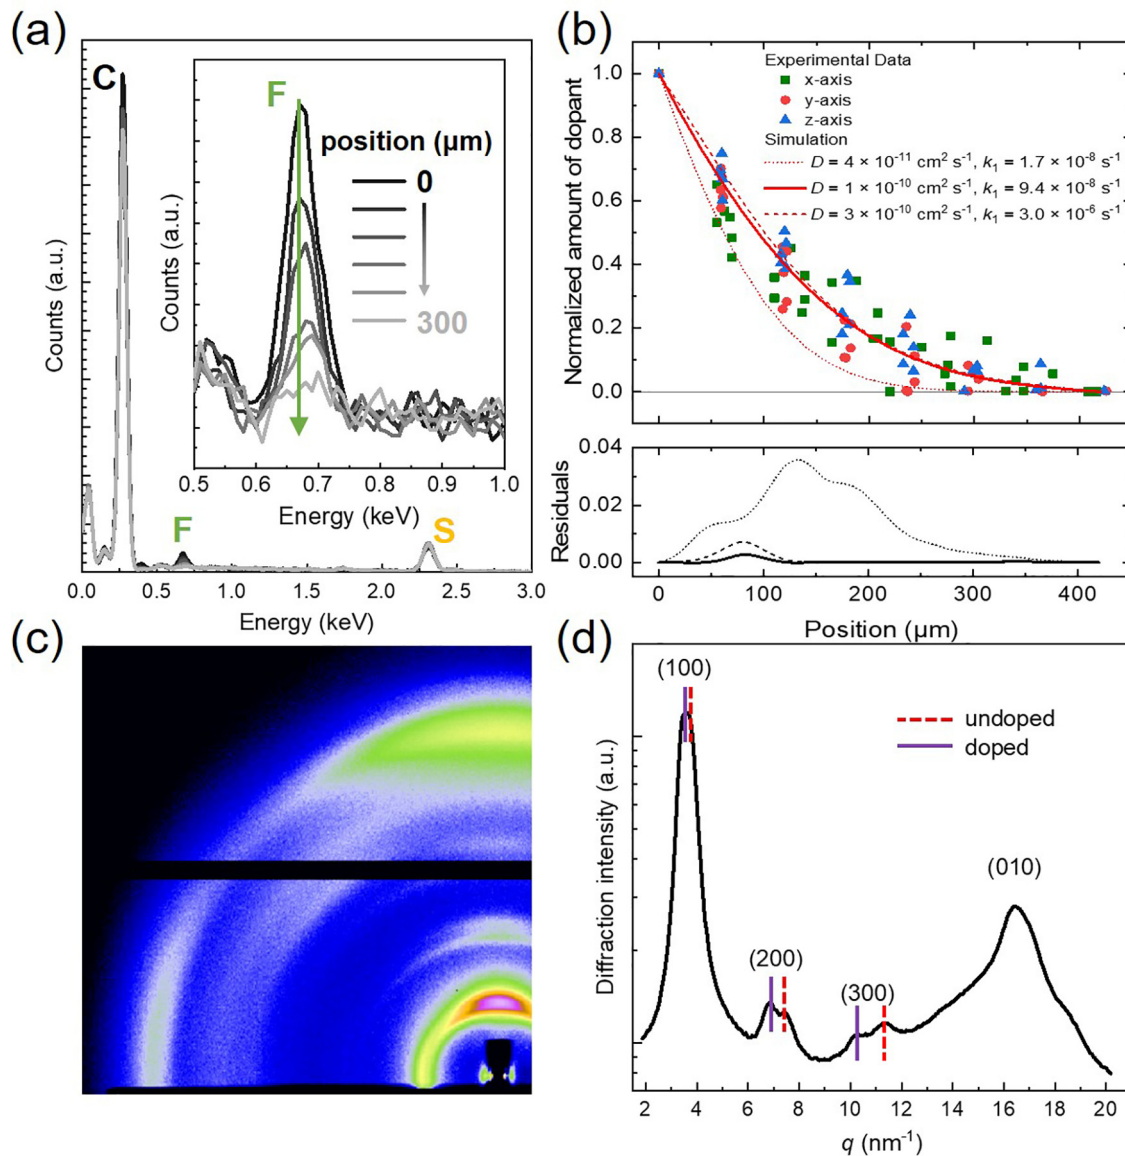 (a)
C
F
position (µm)
0
300
Counts (a.u.)
0.5 0.6 0.7 0.8 0.9 1.0
Energy (keV)
Counts (a.u.)
F
S
0.0 0.5 1.0 1.5 2.0 2.5 3.0
Energy (keV)
(b)
Normalized amount of dopant
1.0
0.8
0.6
0.4
0.2
0.0
Experimental Data
x-axis
y-axis
z-axis
Simulation
D = 4 × 10⁻¹¹ cm² s⁻¹, k₁ = 1.7 × 10⁻⁸ s⁻¹
D = 1 × 10⁻¹⁰ cm² s⁻¹, k₁ = 9.4 × 10⁻⁸ s⁻¹
D = 3 × 10⁻¹⁰ cm² s⁻¹, k₁ = 3.0 × 10⁻⁶ s⁻¹
Residuals
0.04
0.02
0.00
0 100 200 300 400
Position (µm)
(c)
(d)
(100)
undoped
doped
(010)
(200)
(300)
Diffraction intensity (a.u.)
2 4 6 8 10 12 14 16 18 20
q (nm⁻¹)